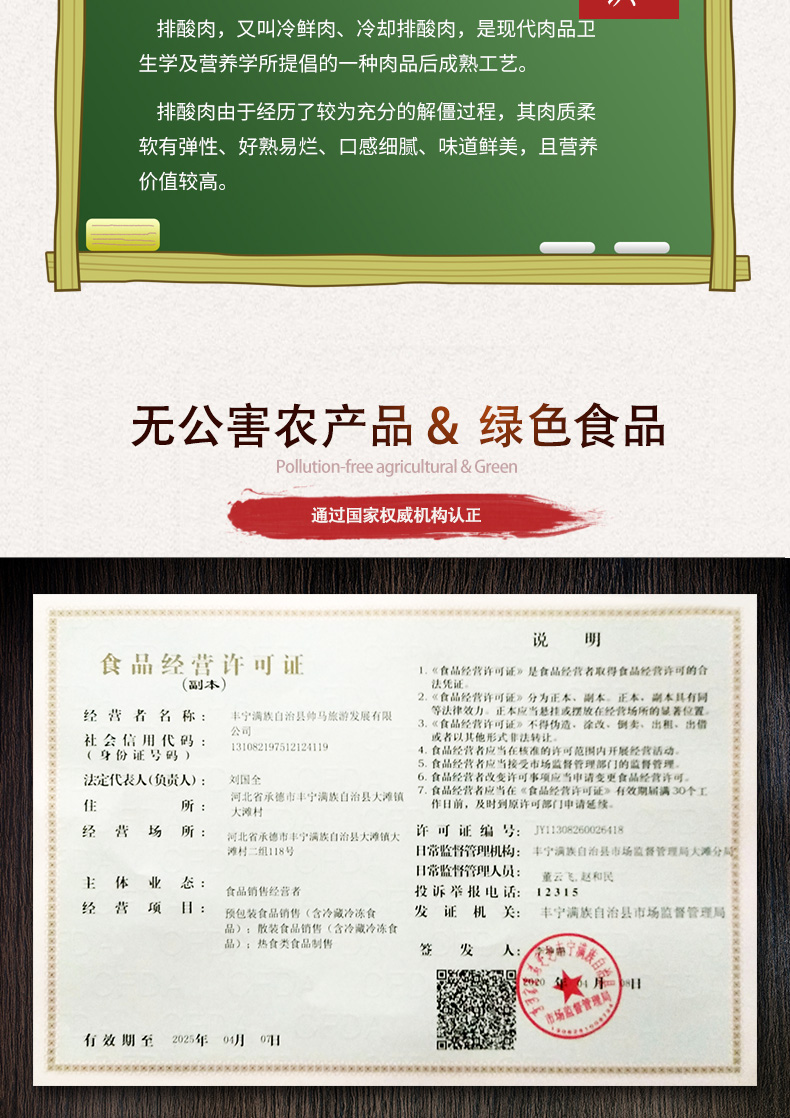 排酸肉，又叫冷鲜肉、冷却排酸肉，是现代肉品卫
生学及营养学所提倡的一种肉品后成熟工艺。
排酸肉由于经历了较为充分的解僵过程，其肉质柔
软有弹性、好熟易烂、口感细腻、味道鲜美，且营养
价值较高。
无公害农产品 & 绿色食品
Pollution-free agricultural & Green
通过国家权威机构认正
食品经营许可证
(副本)
经营者名称：丰宁满族自治县帅马旅游发展有限
公司
社会信用代码：
(身份证号码) 131082197512124119
法定代表人(负责人)：刘国全
住所：河北省承德市丰宁满族自治县大滩镇
大滩村
经营场所：河北省承德市丰宁满族自治县大滩镇大
滩村二组118号
主体业态：食品销售经营者
经营项目：预包装食品销售（含冷藏冷冻食
品）；散装食品销售（含冷藏冷冻食
品）；热食类食品制售
有效期至 2025年 04月 07日
说 明
1.《食品经营许可证》是食品经营者取得食品经营许可的合
法凭证。
2.《食品经营许可证》分为正本、副本。正本、副本具有同
等法律效力。正本应当悬挂或摆放在经营场所的显著位置。
3.《食品经营许可证》不得伪造、涂改、倒卖、出租、出借
或者以其他形式非法转让。
4. 食品经营者应当在核准的许可范围内开展经营活动。
5. 食品经营者应当接受市场监督管理部门的监督管理。
6. 食品经营者改变许可事项应当申请变更食品经营许可。
7. 食品经营者应当在《食品经营许可证》有效期届满30个工
作日前，及时到原许可部门申请延续。
许可证编号：JY11308260026418
日常监督管理机构：丰宁满族自治县市场监督管理局大滩分局
日常监督管理人员：董云飞,赵和民
投诉举报电话：12315
发证机关：丰宁满族自治县市场监督管理局
签发人：
2020 年 04 月 08日
丰宁满族自治县
市场监督管理局